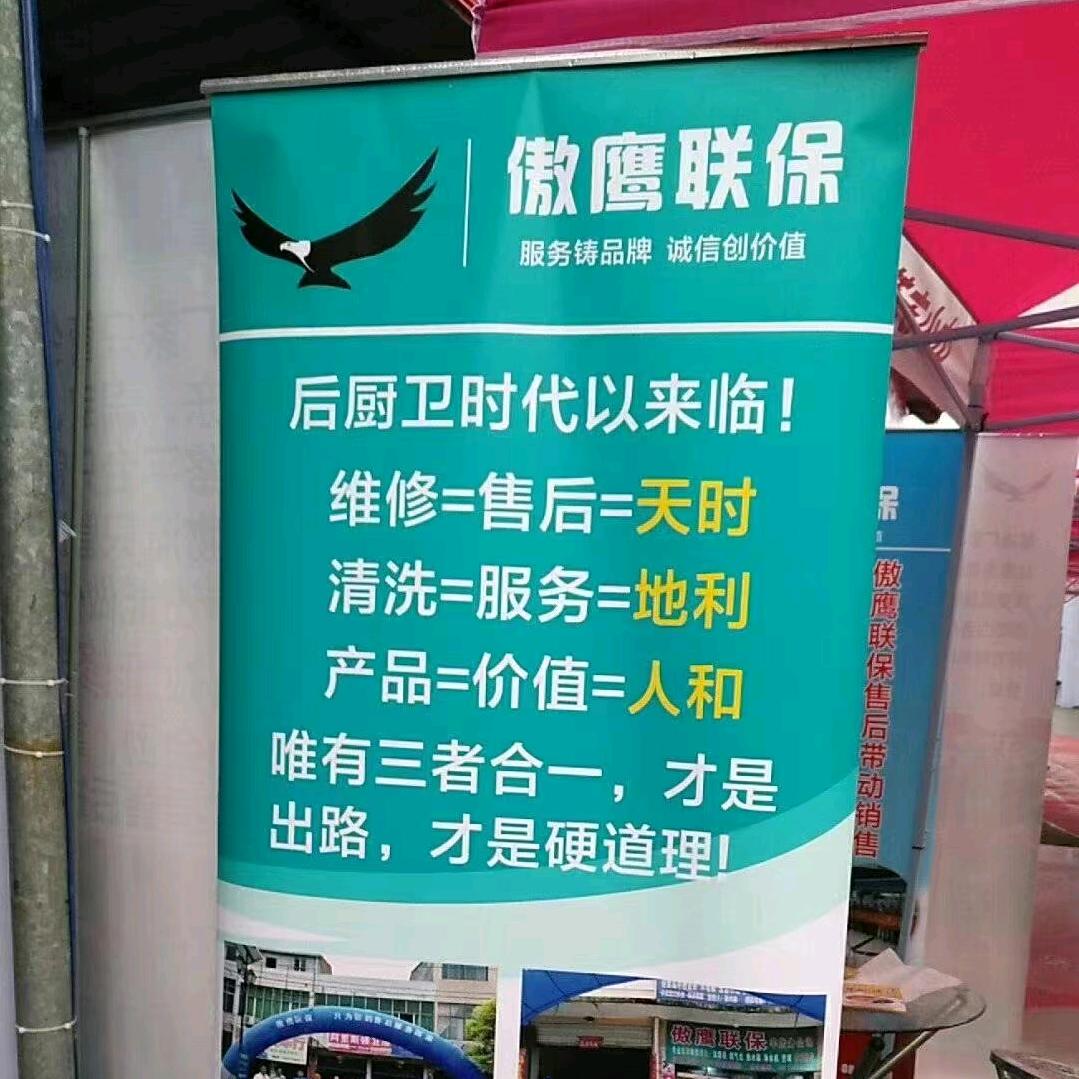 傲鹰联保
服务铸品牌 诚信创价值
后厨卫时代以来临！
维修=售后=天时
清洗=服务=地利
产品=价值=人和
唯有三者合一，才是
出路，才是硬道理！
保
傲鹰联保售后带动销售
傲鹰联保